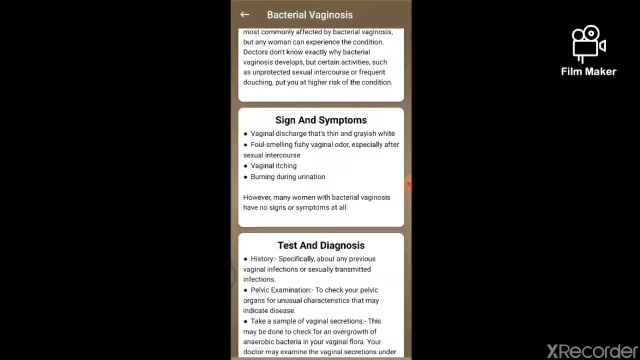 Bacterial Vaginosis
most commonly affected by bacterial vaginosis,
but any woman can experience the condition.
Doctors don't know exactly why bacterial
vaginosis develops, but certain activities, such
as unprotected sexual intercourse or frequent
douching, put you at higher risk of the condition.
Sign And Symptoms
● Vaginal discharge that's thin and grayish white
● Foul-smelling fishy vaginal odor, especially after
sexual intercourse
● Vaginal itching
● Burning during urination
However, many women with bacterial vaginosis
have no signs or symptoms at all.
Test And Diagnosis
● History:- Specifically, about any previous
vaginal infections or sexually transmitted
infections.
● Pelvic Examination:- To check your pelvic
organs for unusual characteristics that may
indicate disease.
● Take a sample of vaginal secretions:- This
may be done to check for an overgrowth of
anaerobic bacteria in your vaginal flora. Your
doctor may examine the vaginal secretions under
Film Maker
XRecorder